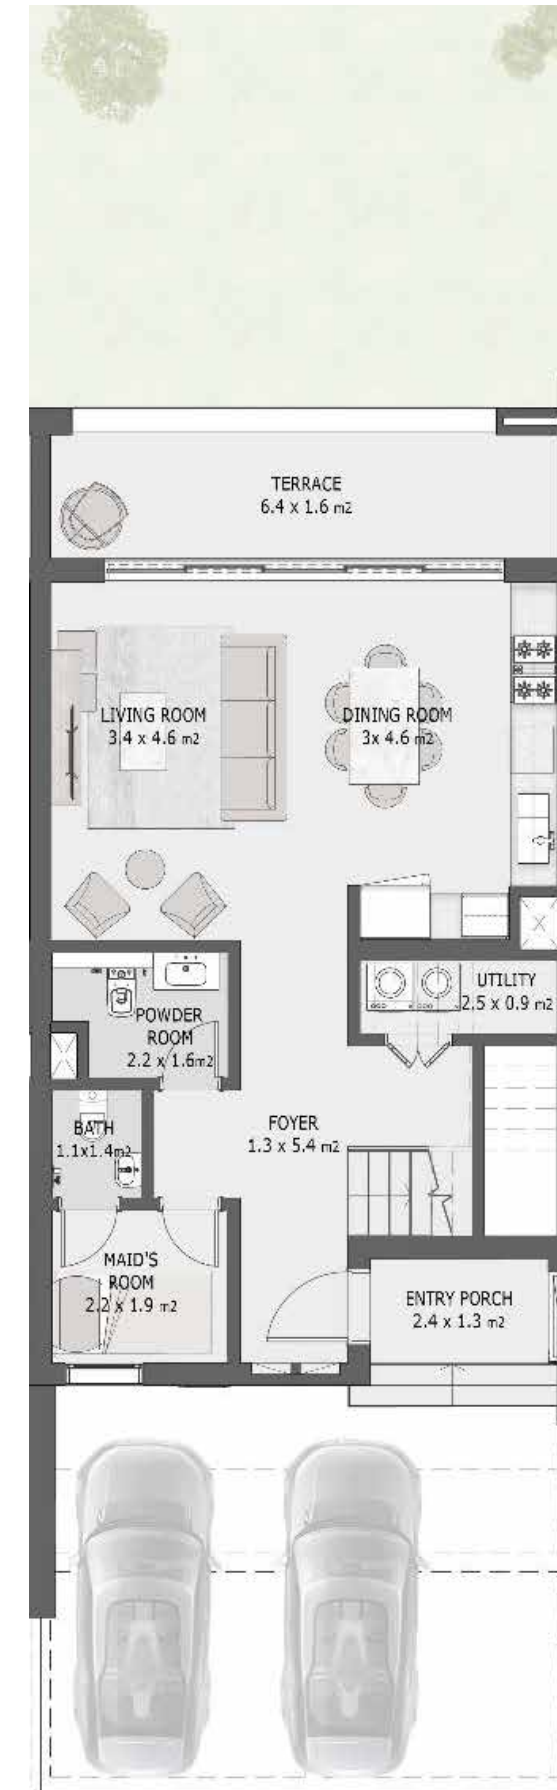 TERRACE
6.4 x 1.6 m2
LIVING ROOM
3.4 x 4.6 m2
DINING ROOM
3x 4.6 m2
UTILITY
2.5 x 0.9 m2
POWDER
ROOM
2.2 x 1.6m2
BATH
1.1x1.4m2
FOYER
1.3 x 5.4 m2
MAID'S
ROOM
2.2 x 1.9 m2
ENTRY PORCH
2.4 x 1.3 m2